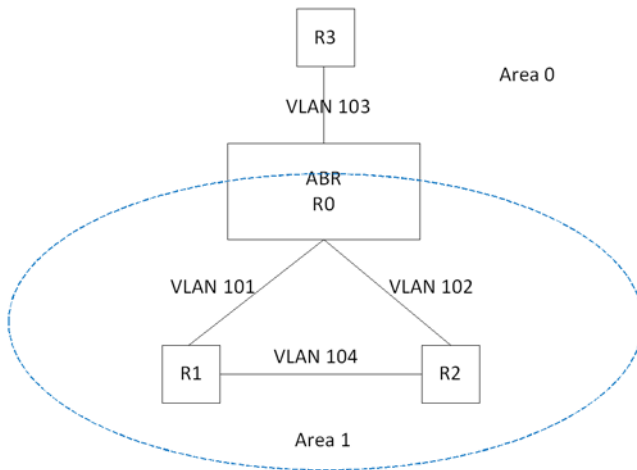 R3
Area 0
VLAN 103
ABR
R0
VLAN 101
VLAN 102
VLAN 104
R1
R2
Area 1